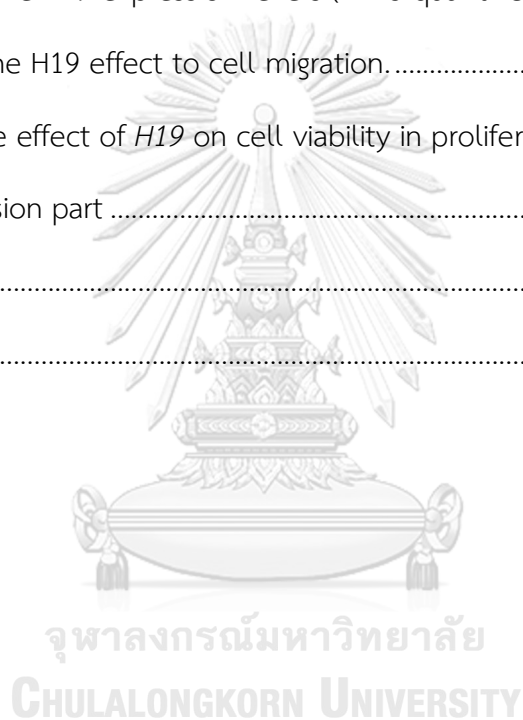 he H19 effect to cell migration. ....................
e effect of H19 on cell viability in prolifer
sion part ............................................................
................................................................................
................................................................................
จุฬาลงกรณ์มหาวิทยาลัย
CHULALONGKORN UNIVERSITY